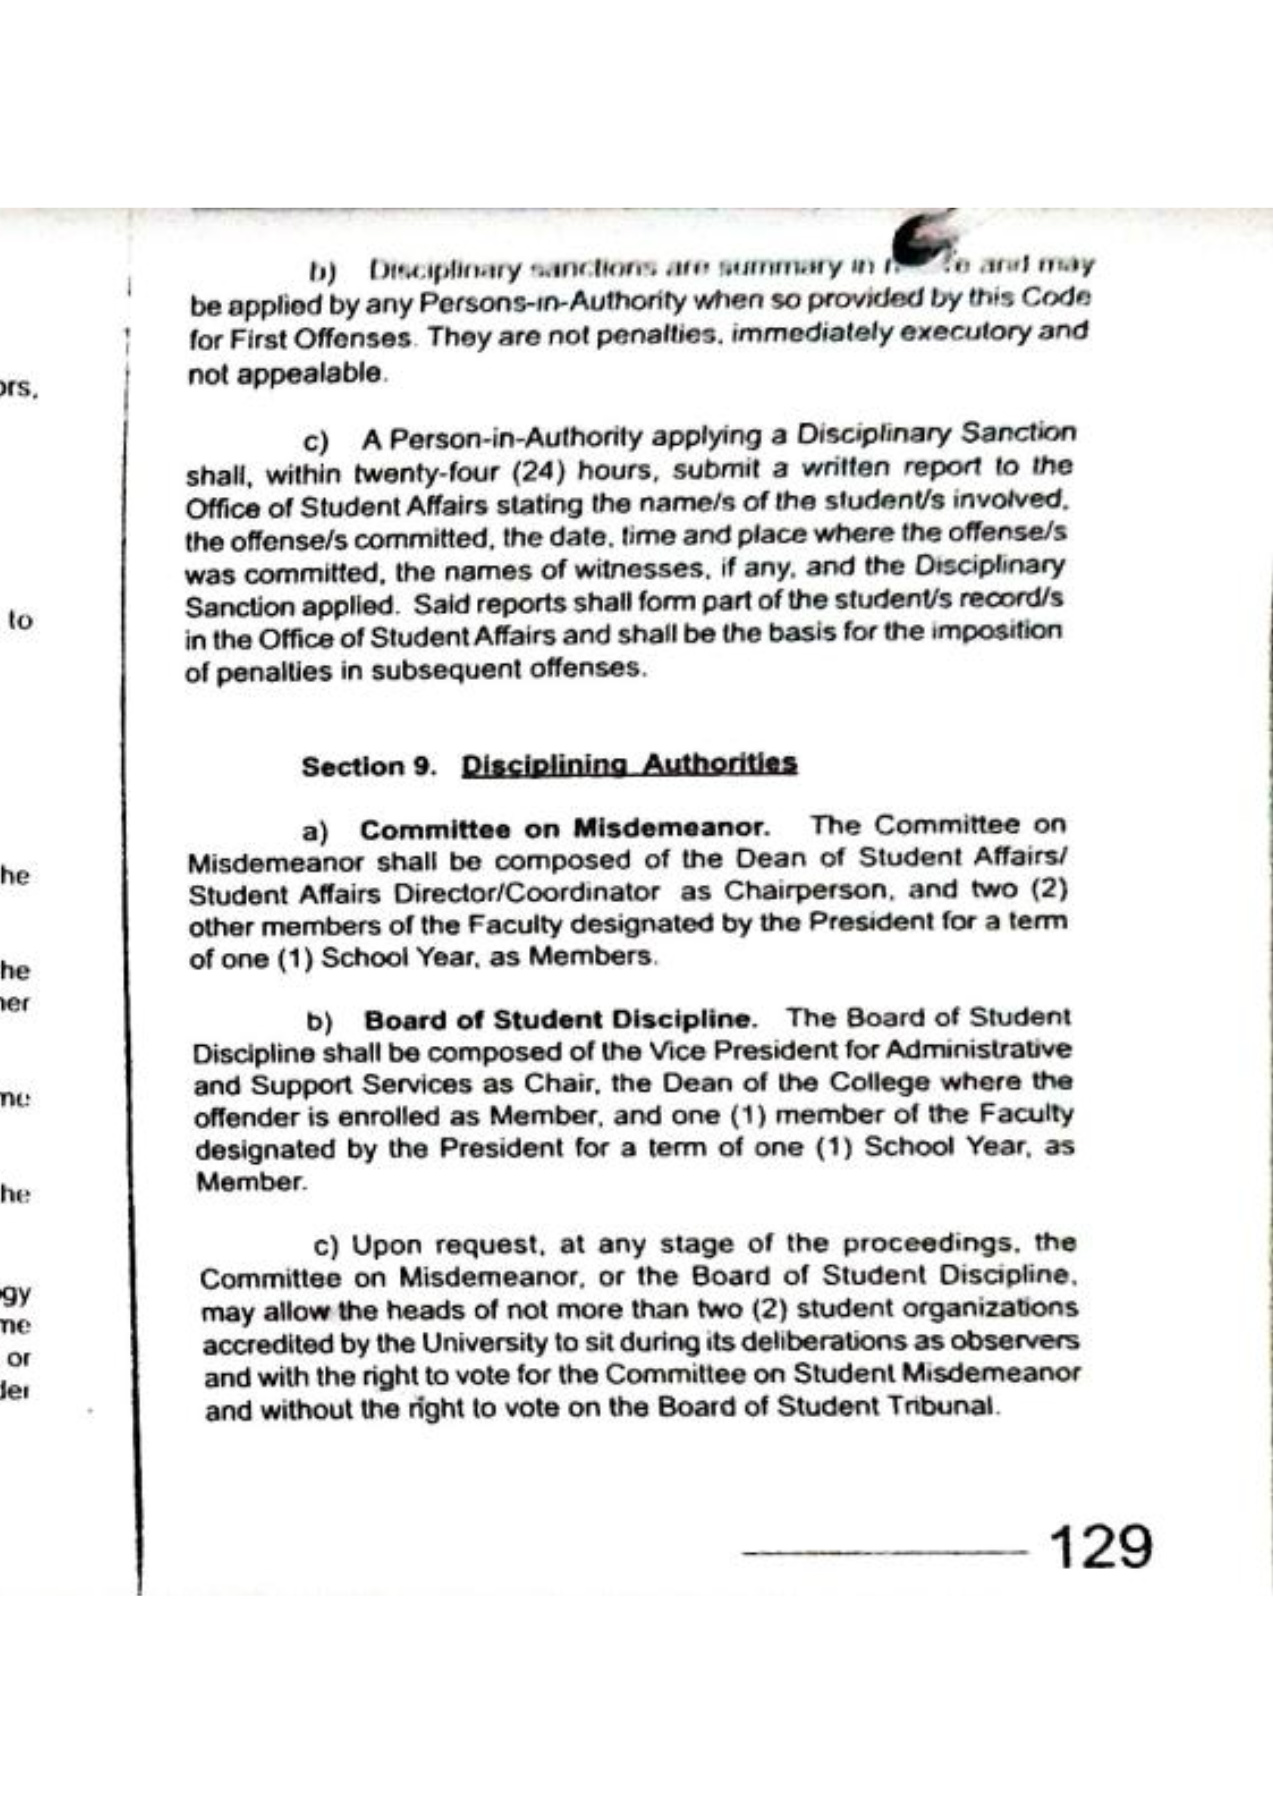 b) Disciplinary sanctions are summary in and may
be applied by any Persons-in-Authority when so provided by this Code
for First Offenses. They are not penalties, immediately executory and
not appealable.
c) A Person-in-Authority applying a Disciplinary Sanction
shall, within twenty-four (24) hours, submit a written report to the
Office of Student Affairs stating the name/s of the student/s involved,
the offense/s committed, the date, time and place where the offense/s
was committed, the names of witnesses, if any, and the Disciplinary
Sanction applied. Said reports shall form part of the student/s record/s
in the Office of Student Affairs and shall be the basis for the imposition
of penalties in subsequent offenses.
Section 9. Disciplining Authorities
a) Committee on Misdemeanor. The Committee on
Misdemeanor shall be composed of the Dean of Student Affairs/
Student Affairs Director/Coordinator as Chairperson, and two (2)
other members of the Faculty designated by the President for a term
of one (1) School Year, as Members.
b) Board of Student Discipline. The Board of Student
Discipline shall be composed of the Vice President for Administrative
and Support Services as Chair, the Dean of the College where the
offender is enrolled as Member, and one (1) member of the Faculty
designated by the President for a term of one (1) School Year, as
Member.
c) Upon request, at any stage of the proceedings, the
Committee on Misdemeanor, or the Board of Student Discipline,
may allow the heads of not more than two (2) student organizations
accredited by the University to sit during its deliberations as observers
and with the right to vote for the Committee on Student Misdemeanor
and without the right to vote on the Board of Student Tribunal.
129
to
or